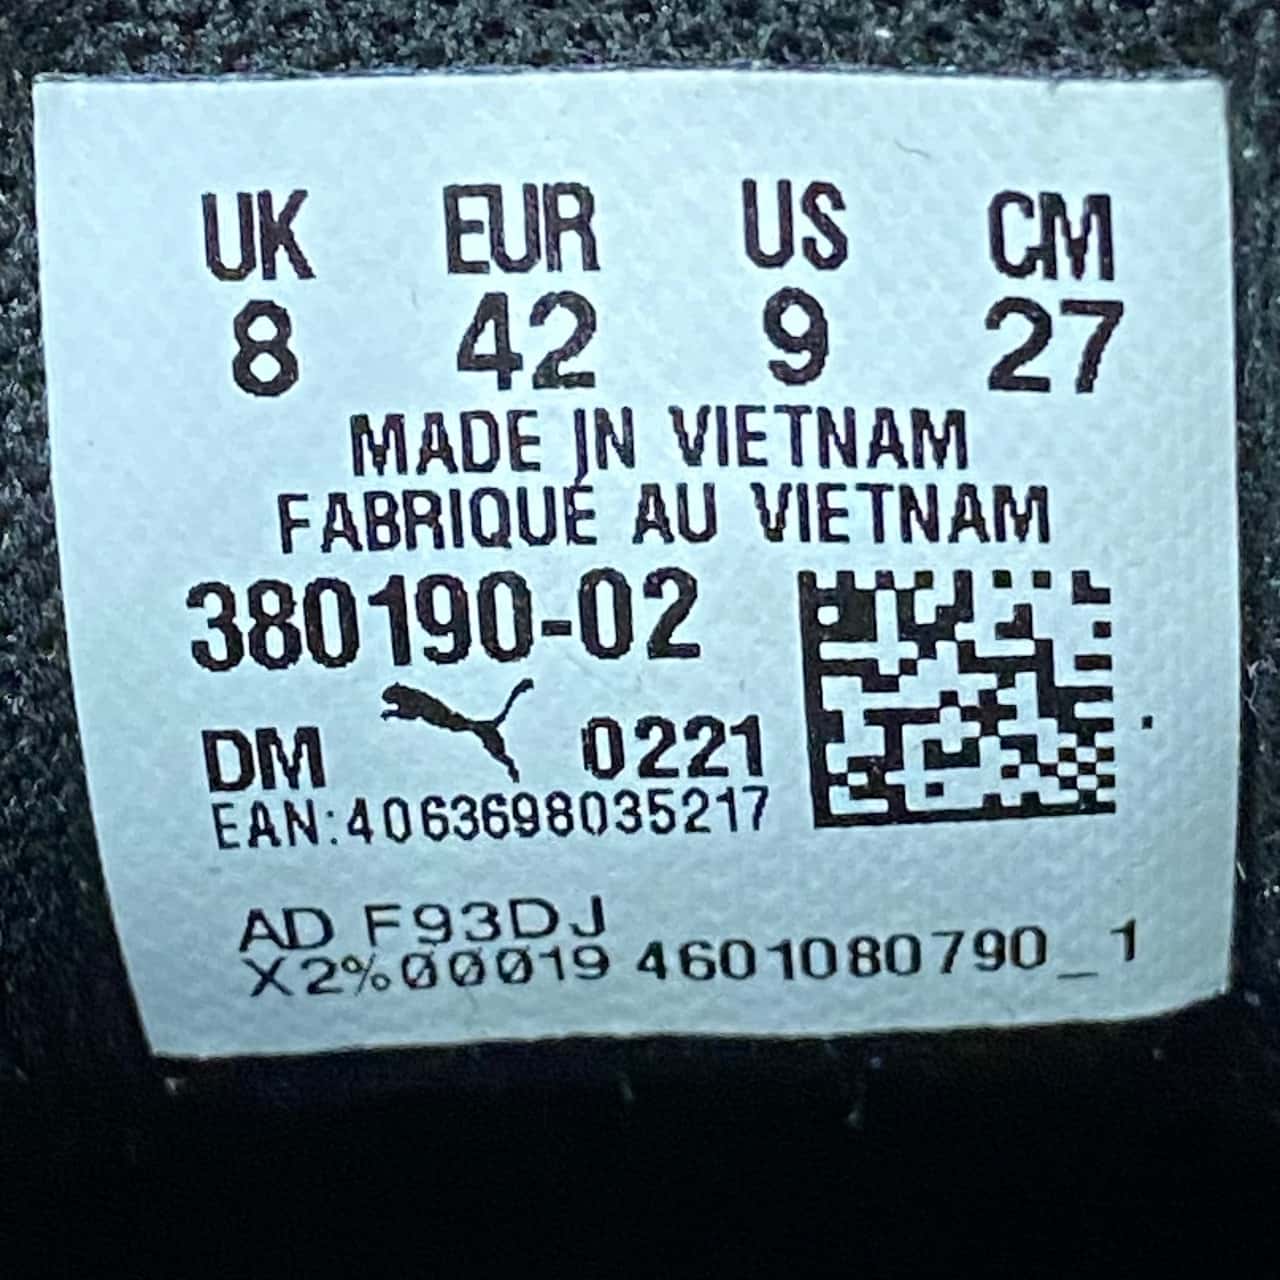 UK EUR US CM
8 42 9 27
MADE IN VIETNAM
FABRIQUÉ AU VIETNAM
380190-02
DM 0221
EAN:4063698035217
AD F93DJ
X2%00019 4601080790_1